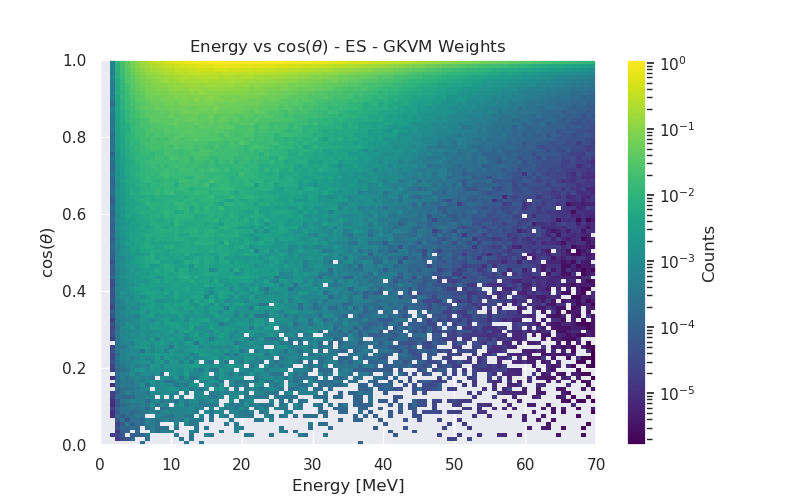 Energy vs cos(θ) - ES - GKVM Weights
1.0
0.8
0.6
0.4
0.2
0.0
cos(θ)
0 10 20 30 40 50 60 70
Energy [MeV]
10⁰
10⁻¹
10⁻²
10⁻³
10⁻⁴
10⁻⁵
Counts